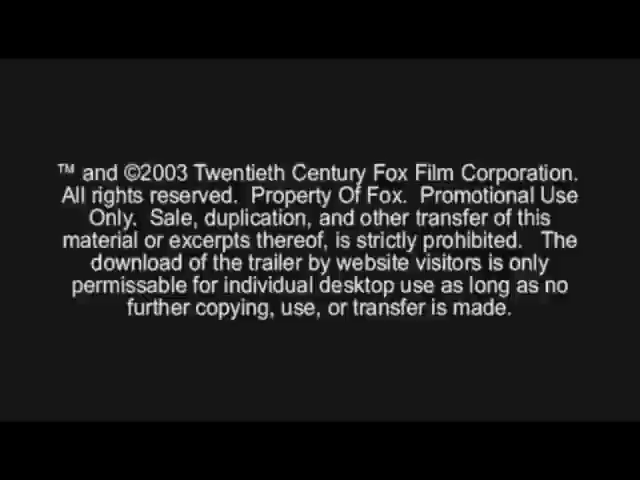 ™ and ©2003 Twentieth Century Fox Film Corporation.
All rights reserved.  Property Of Fox.  Promotional Use
Only.  Sale, duplication, and other transfer of this
material or excerpts thereof, is strictly prohibited.   The
download of the trailer by website visitors is only
permissable for individual desktop use as long as no
further copying, use, or transfer is made.